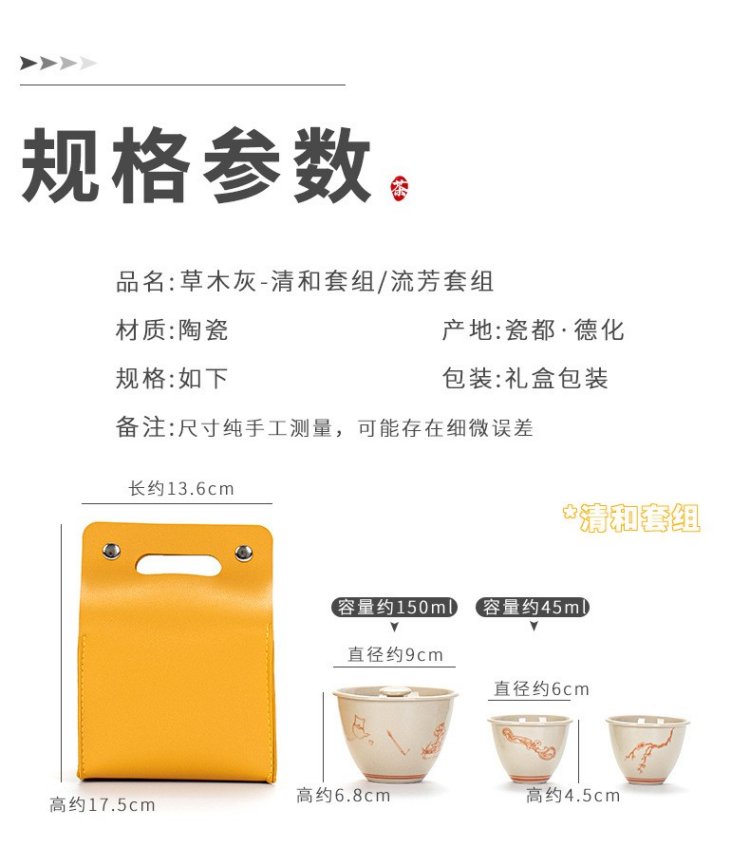 规格参数
茶
品名:草木灰-清和套组/流芳套组
材质:陶瓷 产地:瓷都·德化
规格:如下 包装:礼盒包装
备注:尺寸纯手工测量，可能存在细微误差
长约13.6cm
*清和套组
容量约150ml 容量约45ml
直径约9cm
直径约6cm
高约17.5cm 高约6.8cm 高约4.5cm